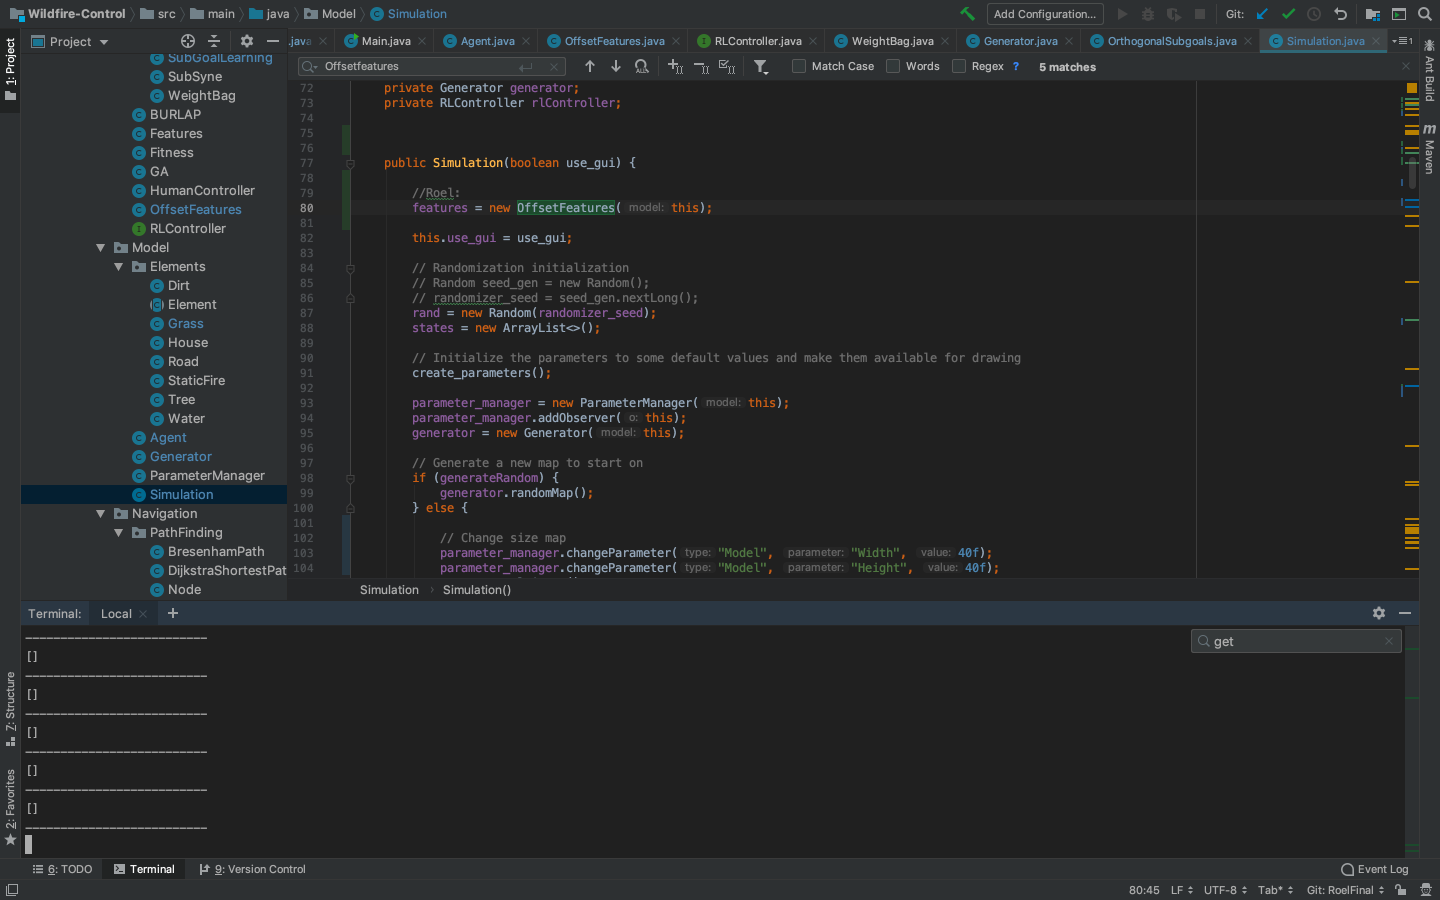 Wildfire-Control src main java Model Simulation Add Configuration... Git:
1: Project
Project
.java Main.java Agent.java OffsetFeatures.java RLController.java WeightBag.java Generator.java OrthogonalSubgoals.java Simulation.java
Offsetfeatures Match Case Words Regex ? 5 matches
SubGoalLearning
SubSyne
WeightBag
BURLAP
Features
Fitness
GA
HumanController
OffsetFeatures
RLController
Model
Elements
Dirt
Element
Grass
House
Road
StaticFire
Tree
Water
Agent
Generator
ParameterManager
Simulation
Navigation
PathFinding
BresenhamPath
DijkstraShortestPat
Node
72 private Generator generator;
73 private RLController rlController;
74
75
76
77 public Simulation(boolean use_gui) {
78
79 //Roel:
80 features = new OffsetFeatures( model: this);
81
82 this.use_gui = use_gui;
83
84 // Randomization initialization
85 // Random seed_gen = new Random();
86 // randomizer_seed = seed_gen.nextLong();
87 rand = new Random(randomizer_seed);
88 states = new ArrayList<>();
89
90 // Initialize the parameters to some default values and make them available for drawing
91 create_parameters();
92
93 parameter_manager = new ParameterManager( model: this);
94 parameter_manager.addObserver( o: this);
95 generator = new Generator( model: this);
96
97 // Generate a new map to start on
98 if (generateRandom) {
99 generator.randomMap();
100 } else {
101
102 // Change size map
103 parameter_manager.changeParameter( type: "Model", parameter: "Width", value: 40f);
104 parameter_manager.changeParameter( type: "Model", parameter: "Height", value: 40f);
Simulation Simulation()
Ant Build
Maven
Terminal: Local
get
--------------------------
[]
--------------------------
[]
--------------------------
[]
--------------------------
[]
--------------------------
[]
--------------------------
Z: Structure
2: Favorites
6: TODO Terminal 9: Version Control Event Log
80:45 LF UTF-8 Tab* Git: RoelFinal